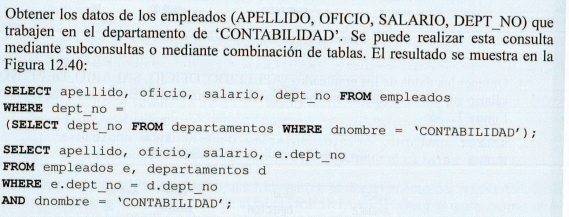 Obtener los datos de los empleados (APELLIDO, OFICIO, SALARIO, DEPT_NO) que
trabajen en el departamento de ‘CONTABILIDAD’. Se puede realizar esta consulta
mediante subconsultas o mediante combinación de tablas. El resultado se muestra en la
Figura 12.40:
SELECT apellido, oficio, salario, dept_no FROM empleados
WHERE dept_no =
(SELECT dept_no FROM departamentos WHERE dnombre = ‘CONTABILIDAD’);
SELECT apellido, oficio, salario, e.dept_no
FROM empleados e, departamentos d
WHERE e.dept_no = d.dept_no
AND dnombre = ‘CONTABILIDAD’;